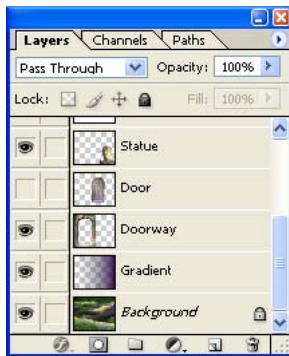 Layers Channels Paths
Pass Through Opacity: 100%
Lock: Fill: 100%
Statue
Door
Doorway
Gradient
Background